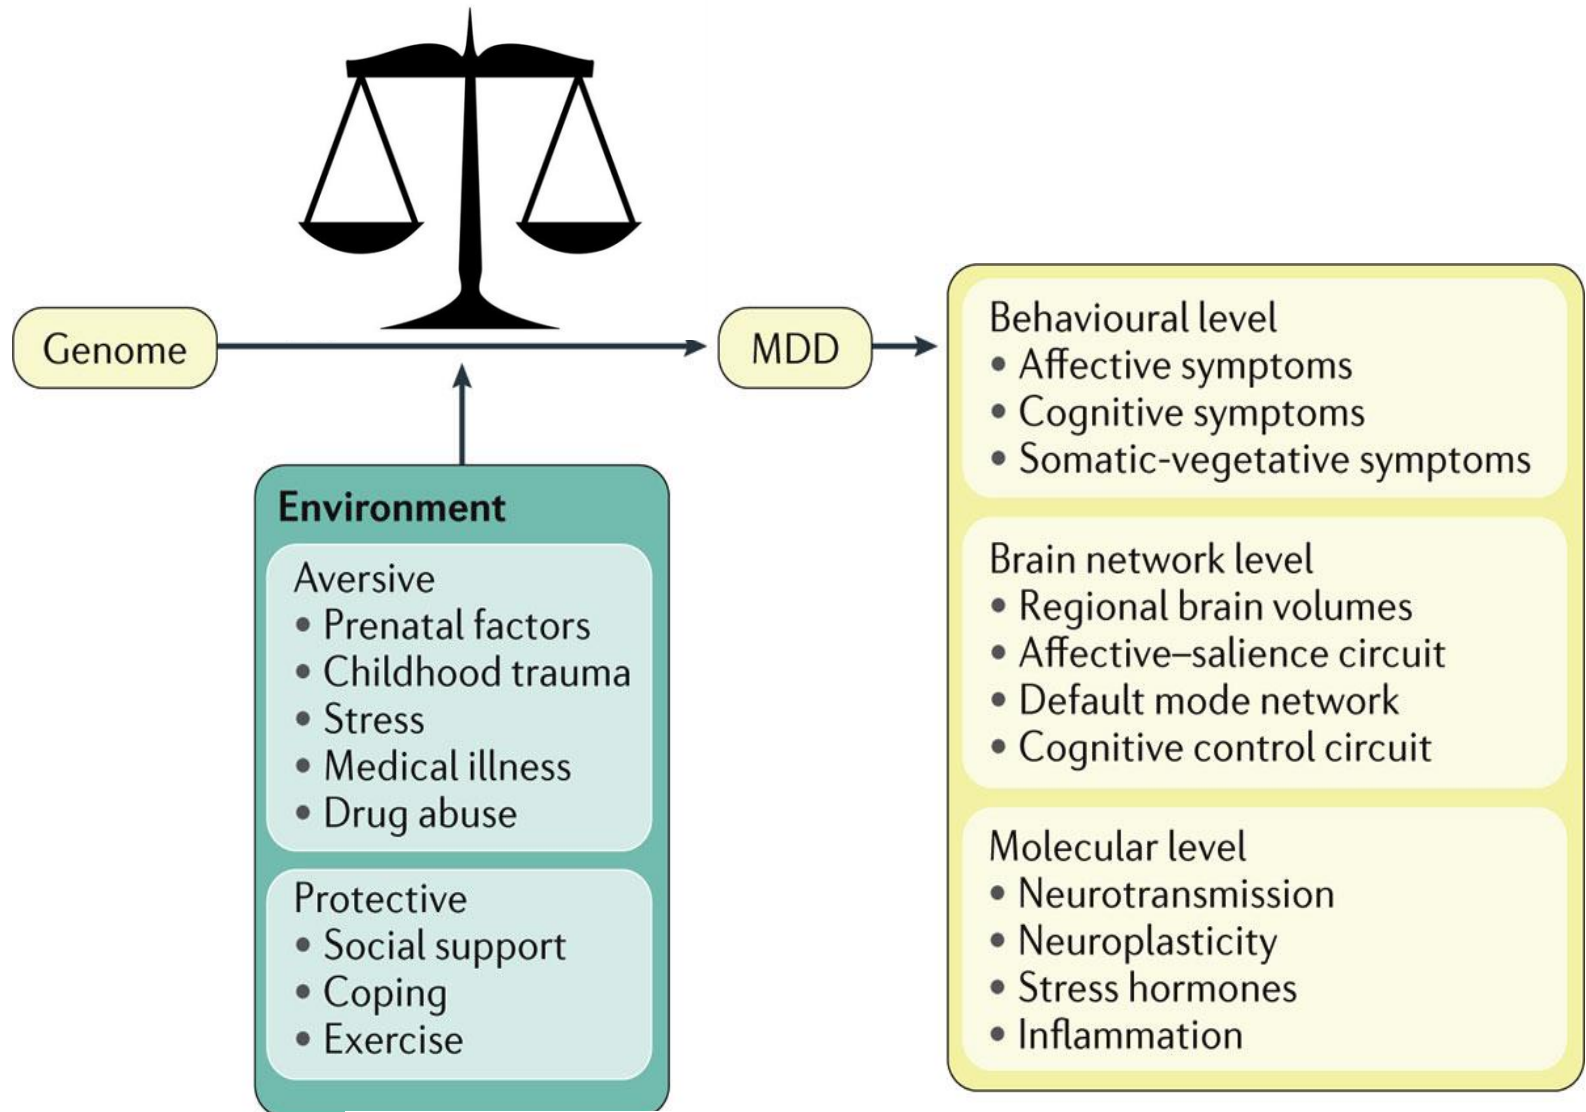 Genome
MDD
Environment
Aversive
• Prenatal factors
• Childhood trauma
• Stress
• Medical illness
• Drug abuse
Protective
• Social support
• Coping
• Exercise
Behavioural level
• Affective symptoms
• Cognitive symptoms
• Somatic-vegetative symptoms
Brain network level
• Regional brain volumes
• Affective–salience circuit
• Default mode network
• Cognitive control circuit
Molecular level
• Neurotransmission
• Neuroplasticity
• Stress hormones
• Inflammation